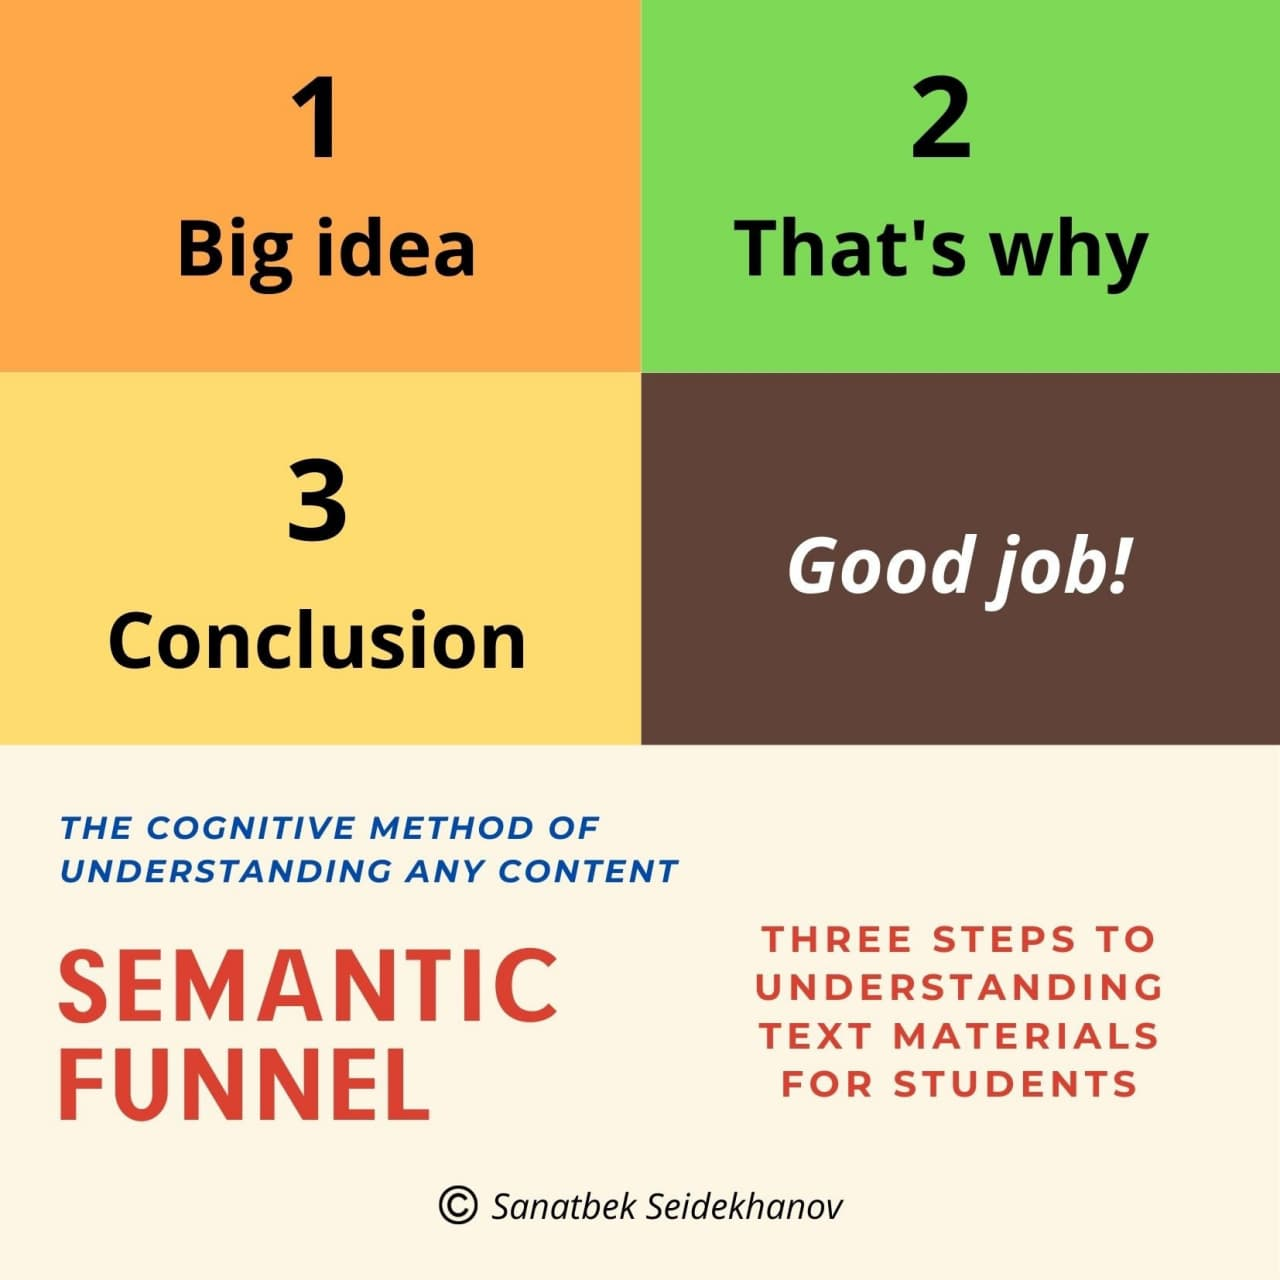 1
Big idea
2
That's why
3
Conclusion
Good job!
THE COGNITIVE METHOD OF
UNDERSTANDING ANY CONTENT
SEMANTIC
FUNNEL
THREE STEPS TO
UNDERSTANDING
TEXT MATERIALS
FOR STUDENTS
© Sanatbek Seidekhanov